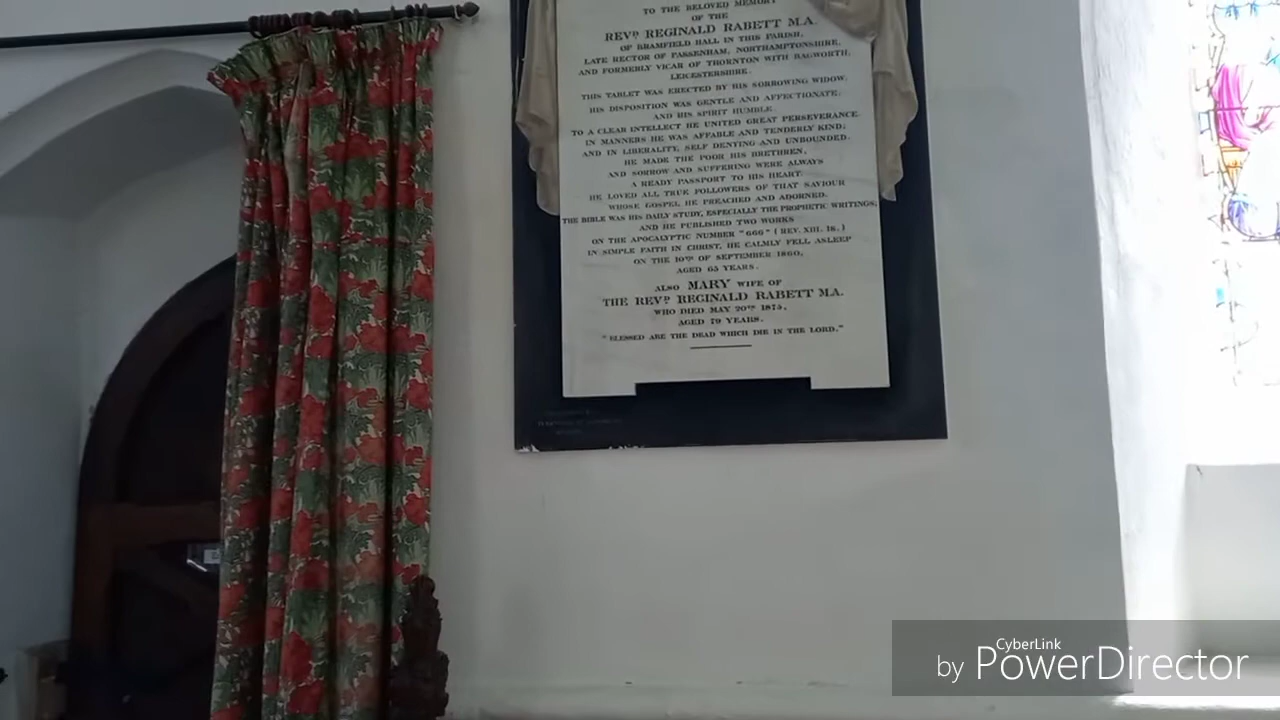 TO THE BELOVED MEMORY
OF THE
REVD REGINALD RABETT M.A.
OF BRAMFIELD HALL IN THIS PARISH,
LATE RECTOR OF PASSENHAM, NORTHAMPTONSHIRE,
AND FORMERLY VICAR OF THORNTON WITH BAGWORTH,
LEICESTERSHIRE.
THIS TABLET WAS ERECTED BY HIS SORROWING WIDOW.
HIS DISPOSITION WAS GENTLE AND AFFECTIONATE.
AND HIS SPIRIT HUMBLE.
TO A CLEAR INTELLECT HE UNITED GREAT PERSEVERANCE.
IN MANNERS HE WAS AFFABLE AND TENDERLY KIND;
AND IN LIBERALITY, SELF DENYING AND UNBOUNDED.
HE MADE THE POOR HIS BRETHREN,
AND SORROW AND SUFFERING WERE ALWAYS
A READY PASSPORT TO HIS HEART.
HE LOVED ALL TRUE FOLLOWERS OF THAT SAVIOUR
WHOSE GOSPEL HE PREACHED AND ADORNED.
THE BIBLE WAS HIS DAILY STUDY, ESPECIALLY THE PROPHETIC WRITINGS;
AND HE PUBLISHED TWO WORKS
ON THE APOCALYPTIC NUMBER "666" (REV. XIII. 18.)
IN SIMPLE FAITH IN CHRIST, HE CALMLY FELL ASLEEP
ON THE 10TH OF SEPTEMBER 1860,
AGED 65 YEARS.
ALSO MARY WIFE OF
THE REVD REGINALD RABETT M.A.
WHO DIED MAY 20TH 1875,
AGED 79 YEARS.
"BLESSED ARE THE DEAD WHICH DIE IN THE LORD."
CyberLink
by PowerDirector